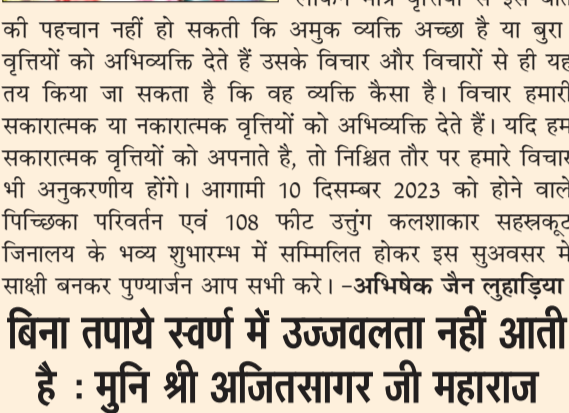 की पहचान नहीं हो सकती कि अमुक व्यक्ति अच्छा है या बुरा
वृत्तियों को अभिव्यक्ति देते हैं उसके विचार और विचारों से ही यह
तय किया जा सकता है कि वह व्यक्ति कैसा है। विचार हमारी
सकारात्मक या नकारात्मक वृत्तियों को अभिव्यक्ति देते हैं। यदि हम
सकारात्मक वृत्तियों को अपनाते है, तो निश्चित तौर पर हमारे विचार
भी अनुकरणीय होंगे। आगामी 10 दिसम्बर 2023 को होने वाले
पिच्छिका परिवर्तन एवं 108 फीट उत्तुंग कलशाकार सहस्त्रकूट
जिनालय के भव्य शुभारम्भ में सम्मिलित होकर इस सुअवसर में
साक्षी बनकर पुण्यार्जन आप सभी करे। -अभिषेक जैन लुहाड़िया
बिना तपाये स्वर्ण में उज्जवलता नहीं आती
है : मुनि श्री अजितसागर जी महाराज